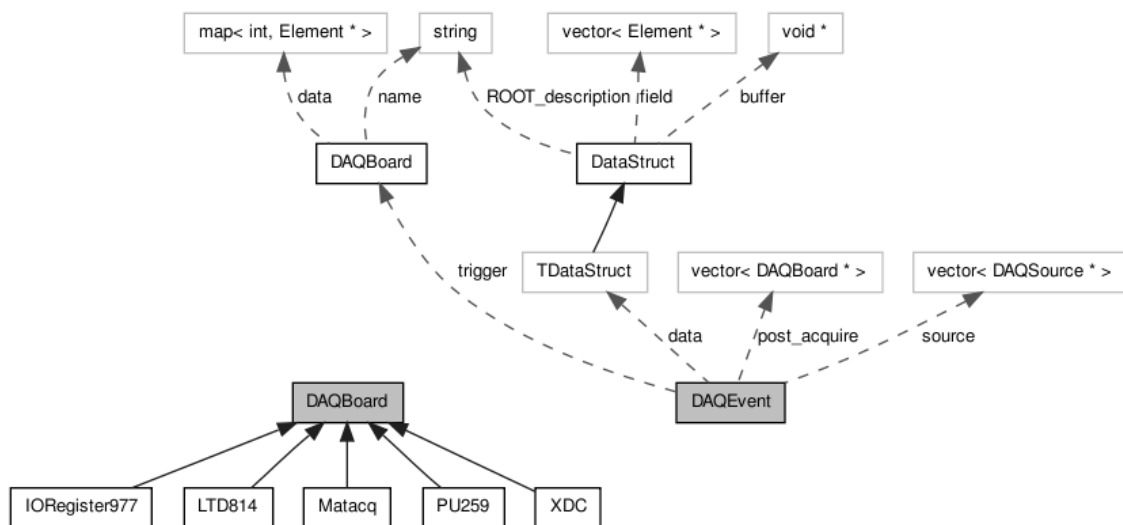 map< int, Element * >
string
vector< Element * >
void *
data
name
ROOT_description
field
buffer
DAQBoard
DataStruct
trigger
TDataStruct
vector< DAQBoard * >
vector< DAQSource * >
data
post_acquire
source
DAQBoard
DAQEvent
IORegister977
LTD814
Matacq
PU259
XDC